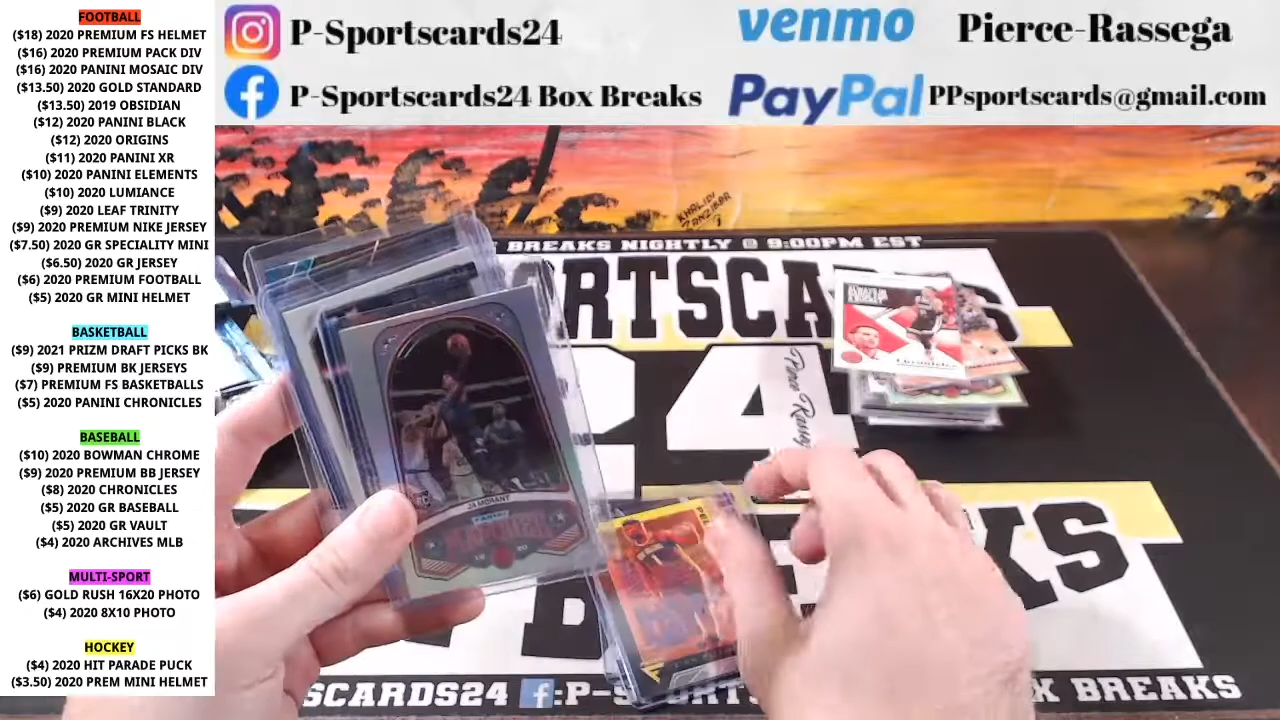 FOOTBALL
($18) 2020 PREMIUM FS HELMET
($16) 2020 PREMIUM PACK DIV
($16) 2020 PANINI MOSAIC DIV
($13.50) 2020 GOLD STANDARD
($13.50) 2019 OBSIDIAN
($12) 2020 PANINI BLACK
($12) 2020 ORIGINS
($11) 2020 PANINI XR
($10) 2020 PANINI ELEMENTS
($10) 2020 LUMIANCE
($9) 2020 LEAF TRINITY
($9) 2020 PREMIUM NIKE JERSEY
($7.50) 2020 GR SPECIALITY MINI
($6.50) 2020 GR JERSEY
($6) 2020 PREMIUM FOOTBALL
($5) 2020 GR MINI HELMET
BASKETBALL
($9) 2021 PRIZM DRAFT PICKS BK
($9) PREMIUM BK JERSEYS
($7) PREMIUM FS BASKETBALLS
($5) 2020 PANINI CHRONICLES
BASEBALL
($10) 2020 BOWMAN CHROME
($9) 2020 PREMIUM BB JERSEY
($8) 2020 CHRONICLES
($5) 2020 GR BASEBALL
($5) 2020 GR VAULT
($4) 2020 ARCHIVES MLB
MULTI-SPORT
($6) GOLD RUSH 16X20 PHOTO
($4) 2020 8X10 PHOTO
HOCKEY
($4) 2020 HIT PARADE PUCK
($3.50) 2020 PREM MINI HELMET
P-Sportscards24
venmo Pierce-Rassega
P-Sportscards24 Box Breaks
PayPal PPsportscards@gmail.com
BREAKS NIGHTLY @ 9:00PM EST
ORTSCA
24
KS
JA MORANT
PANINI
PEL
SCARDS24 f:P-S
K BREAKS